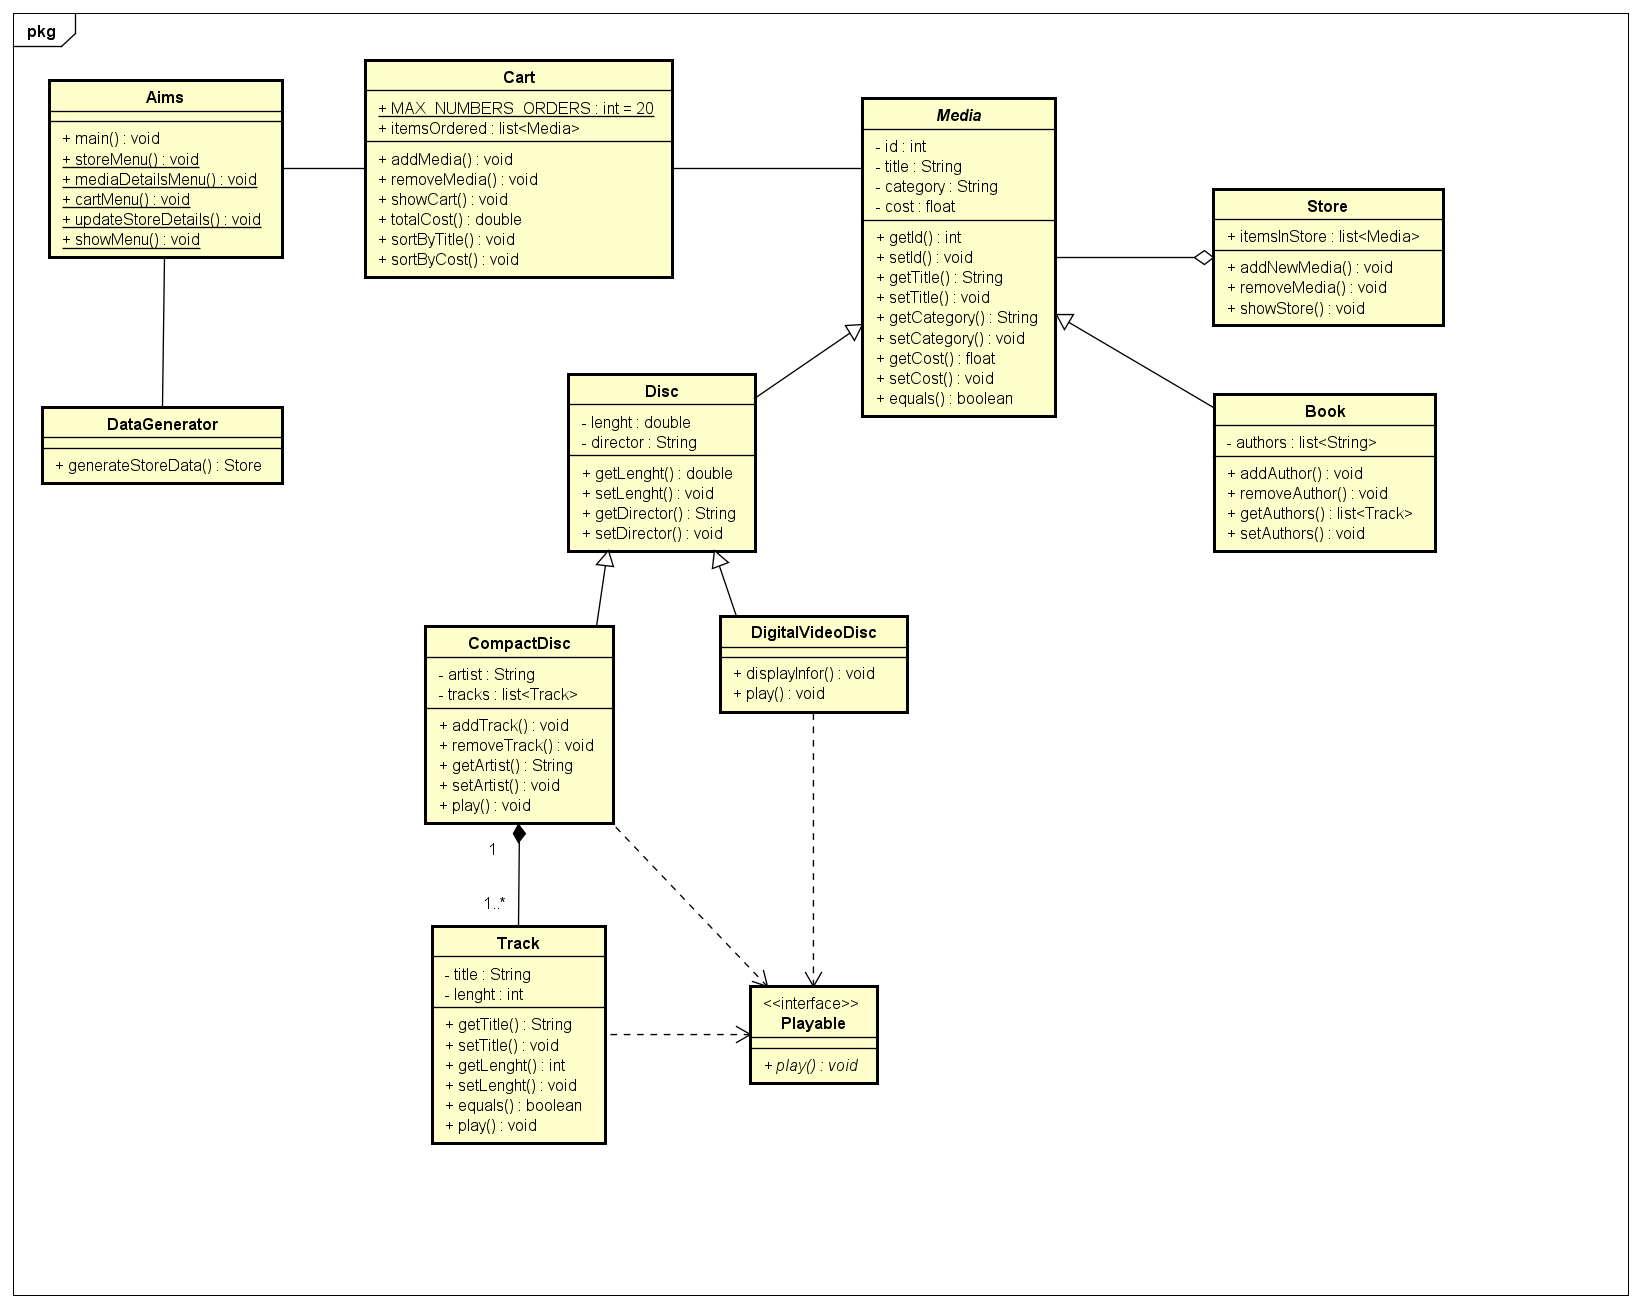 pkg
Aims
+ main() : void
+ storeMenu() : void
+ mediaDetailsMenu() : void
+ cartMenu() : void
+ updateStoreDetails() : void
+ showMenu() : void
Cart
+ MAX_NUMBERS_ORDERS : int = 20
+ itemsOrdered : list<Media>
+ addMedia() : void
+ removeMedia() : void
+ showCart() : void
+ totalCost() : double
+ sortByTitle() : void
+ sortByCost() : void
Media
- id : int
- title : String
- category : String
- cost : float
+ getId() : int
+ setId() : void
+ getTitle() : String
+ setTitle() : void
+ getCategory() : String
+ setCategory() : void
+ getCost() : float
+ setCost() : void
+ equals() : boolean
Store
+ itemsInStore : list<Media>
+ addNewMedia() : void
+ removeMedia() : void
+ showStore() : void
Disc
- lenght : double
- director : String
+ getLenght() : double
+ setLenght() : void
+ getDirector() : String
+ setDirector() : void
Book
- authors : list<String>
+ addAuthor() : void
+ removeAuthor() : void
+ getAuthors() : list<Track>
+ setAuthors() : void
DataGenerator
+ generateStoreData() : Store
CompactDisc
- artist : String
- tracks : list<Track>
+ addTrack() : void
+ removeTrack() : void
+ getArtist() : String
+ setArtist() : void
+ play() : void
DigitalVideoDisc
+ displayInfor() : void
+ play() : void
1
1..*
Track
- title : String
- lenght : int
+ getTitle() : String
+ setTitle() : void
+ getLenght() : int
+ setLenght() : void
+ equals() : boolean
+ play() : void
<<interface>>
Playable
+ play() : void